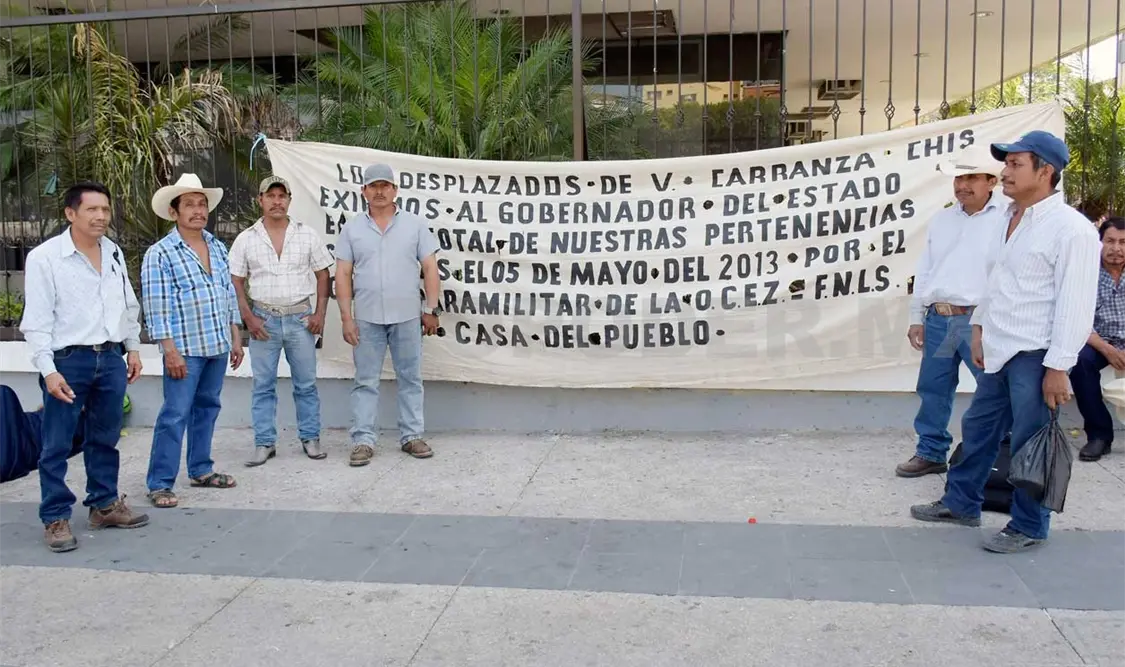 LOS DESPLAZADOS DE V. CARRANZA CHIS
EXIGIMOS AL GOBERNADOR DEL ESTADO
TOTAL DE NUESTRAS PERTENENCIAS
EL 05 DE MAYO DEL 2013 POR EL
PARAMILITAR DE LA O.C.E.Z. - F.N.L.S.
CASA DEL PUEBLO